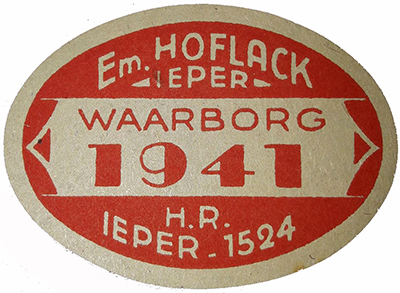 Em. HOFLACK
IEPER
WAARBORG
1941
H.R.
IEPER - 1524